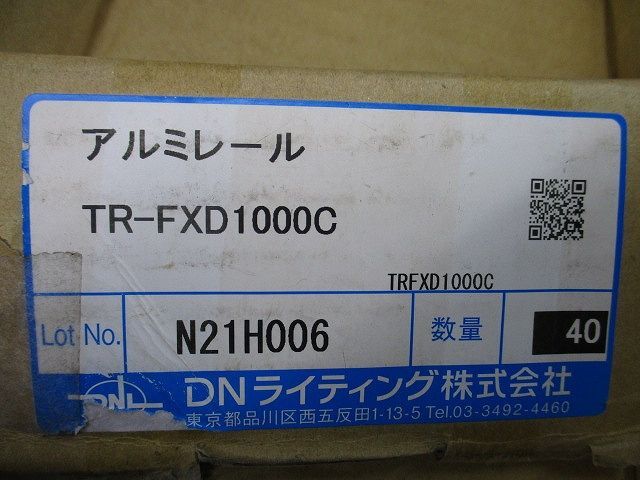 アルミレール
TR-FXD1000C
TRFXD1000C
Lot No. N21H006 数量 40
DNL DNライティング株式会社
東京都品川区西五反田1-13-5 Tel.03-3492-4460